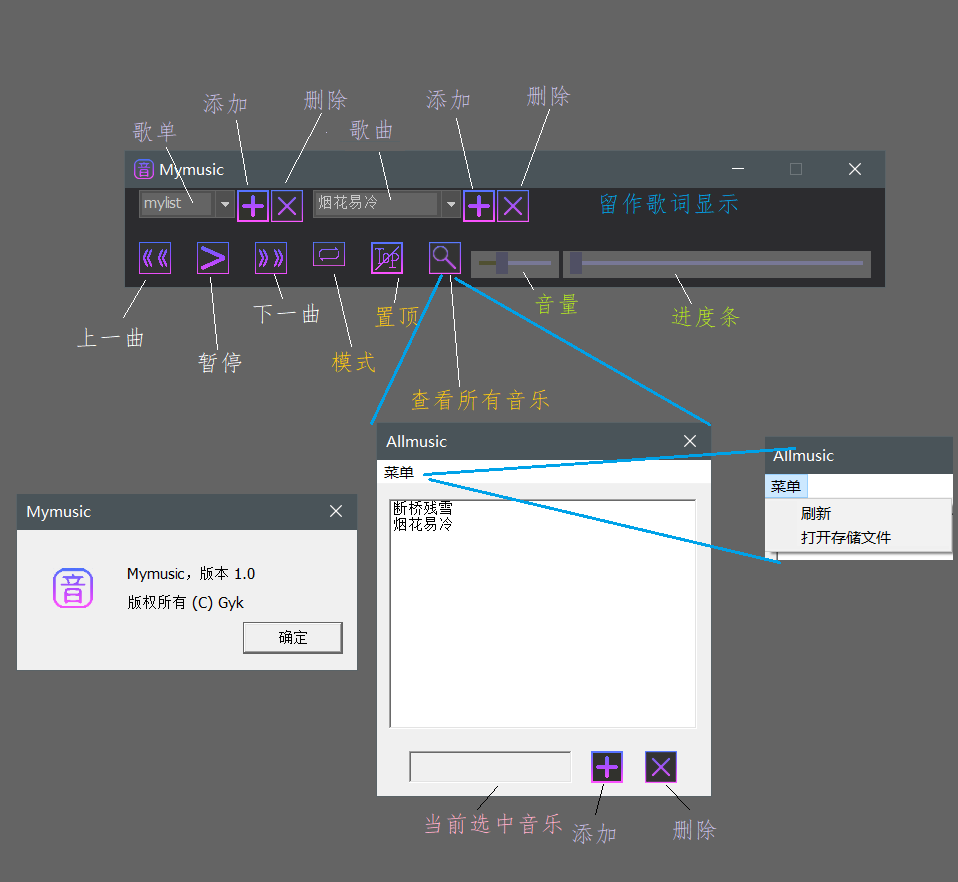 添加
删除
添加
删除
歌单
歌曲
音 Mymusic
mylist
烟花易冷
留作歌词显示
TOP
音量
进度条
上一曲
下一曲
置顶
暂停
模式
查看所有音乐
Allmusic
菜单
断桥残雪
烟花易冷
Allmusic
菜单
刷新
打开存储文件
Mymusic
音
Mymusic，版本 1.0
版权所有 (C) Gyk
确定
当前选中音乐
添加
删除